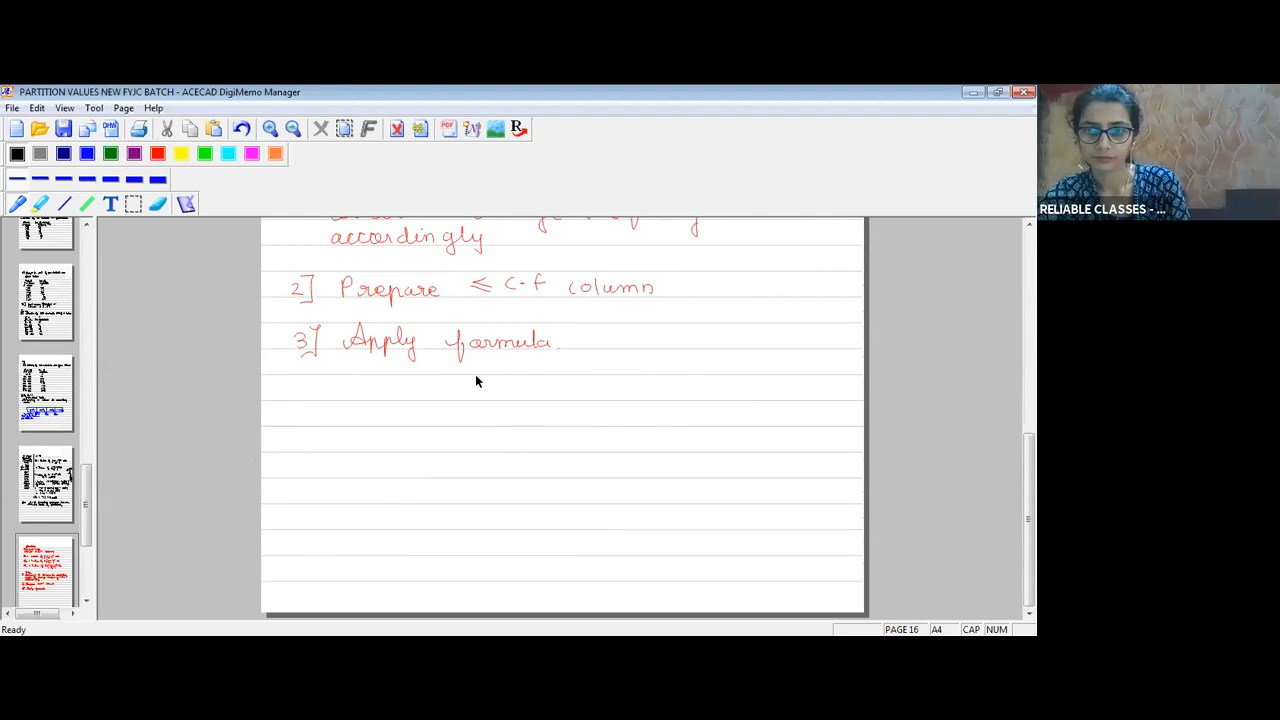 PARTITION VALUES NEW FYJC BATCH - ACECAD DigiMemo Manager
File Edit View Tool Page Help
accordingly
2] Prepare ≤ c.f column
3] Apply formula.
RELIABLE CLASSES - ...
Ready
PAGE 16 A4 CAP NUM